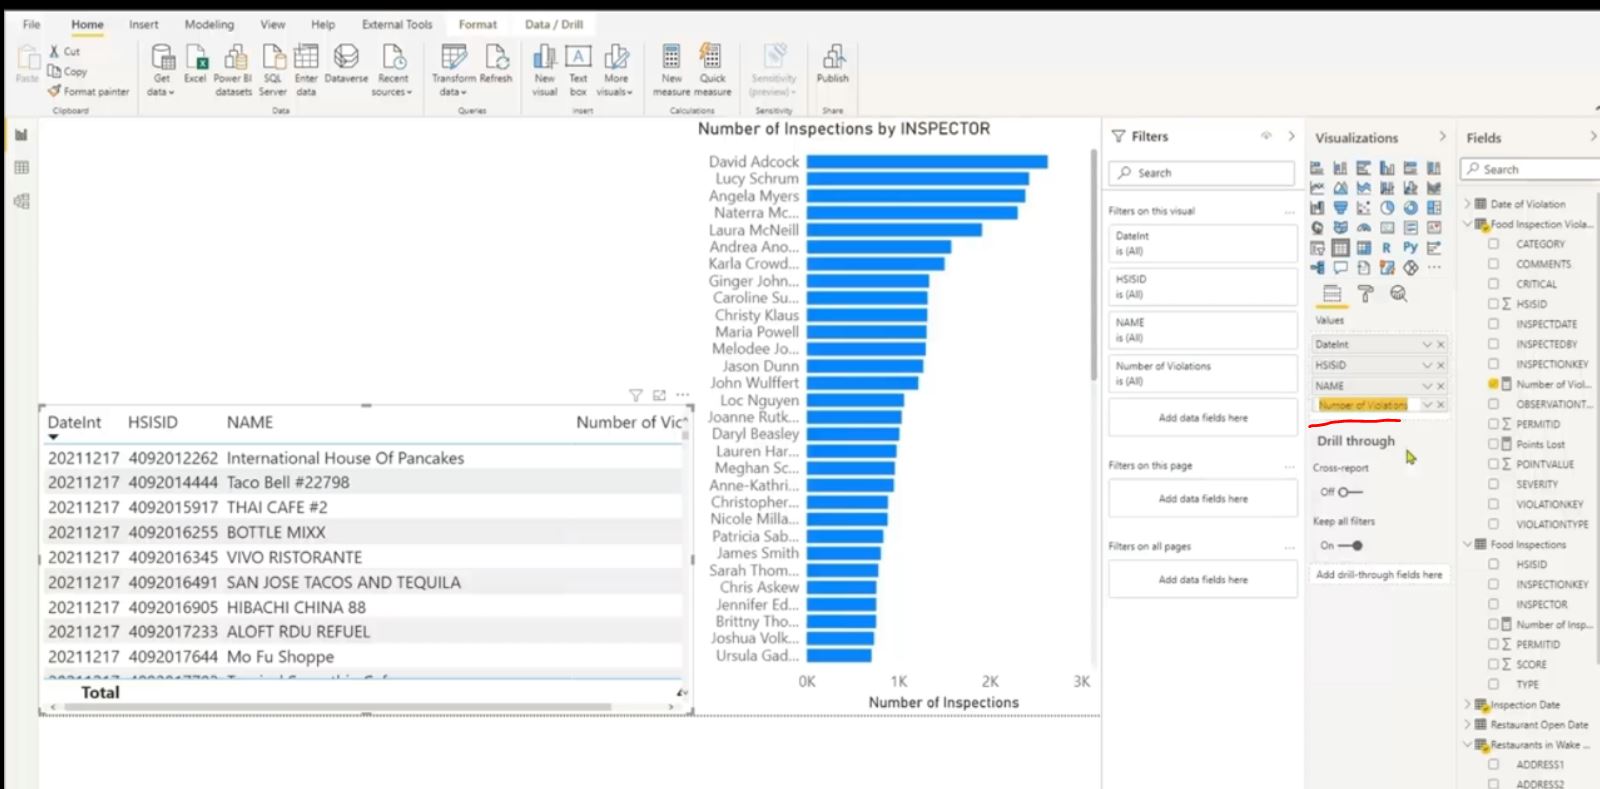 File Home Insert Modeling View Help External Tools Format Data / Drill
Paste
Cut
Copy
Format painter
Clipboard
Get data
Excel
Power BI datasets
SQL Server
Enter data
Dataverse
Recent sources
Data
Transform data
Refresh
Queries
New visual
Text box
More visuals
Insert
New measure
Quick measure
Calculations
Sensitivity (preview)
Sensitivity
Publish
Share
DateInt HSISID NAME Number of Vio
20211217 4092012262 International House Of Pancakes
20211217 4092014444 Taco Bell #22798
20211217 4092015917 THAI CAFE #2
20211217 4092016255 BOTTLE MIXX
20211217 4092016345 VIVO RISTORANTE
20211217 4092016491 SAN JOSE TACOS AND TEQUILA
20211217 4092016905 HIBACHI CHINA 88
20211217 4092017233 ALOFT RDU REFUEL
20211217 4092017644 Mo Fu Shoppe
Total
Number of Inspections by INSPECTOR
David Adcock
Lucy Schrum
Angela Myers
Naterra Mc...
Laura McNeill
Andrea Ano...
Karla Crowd...
Ginger John...
Caroline Su...
Christy Klaus
Maria Powell
Melodee Jo...
Jason Dunn
John Wulffert
Loc Nguyen
Joanne Rutk...
Daryl Beasley
Lauren Har...
Meghan Sc...
Anne-Kathri...
Christopher...
Nicole Milla...
Patricia Sab...
James Smith
Sarah Thom...
Chris Askew
Jennifer Ed...
Brittny Tho...
Joshua Volk...
Ursula Gad...
0K 1K 2K 3K
Number of Inspections
Filters
Search
Filters on this visual ...
DateInt
is (All)
HSISID
is (All)
NAME
is (All)
Number of Violations
is (All)
Add data fields here
Filters on this page ...
Add data fields here
Filters on all pages ...
Add data fields here
Visualizations
R Py
...
Values
DateInt
HSISID
NAME
Number of Violations
Drill through
Cross-report
Off
Keep all filters
On
Add drill-through fields here
Fields
Search
Date of Violation
Food Inspection Viola...
CATEGORY
COMMENTS
CRITICAL
Σ HSISID
INSPECTDATE
INSPECTEDBY
INSPECTIONKEY
Number of Viol...
OBSERVATIONT...
Σ PERMITID
Points Lost
Σ POINTVALUE
SEVERITY
VIOLATIONKEY
VIOLATIONTYPE
Food Inspections
HSISID
INSPECTIONKEY
INSPECTOR
Number of Insp...
Σ PERMITID
Σ SCORE
TYPE
Inspection Date
Restaurant Open Date
Restaurants in Wake ...
ADDRESS1
ADDRESS2